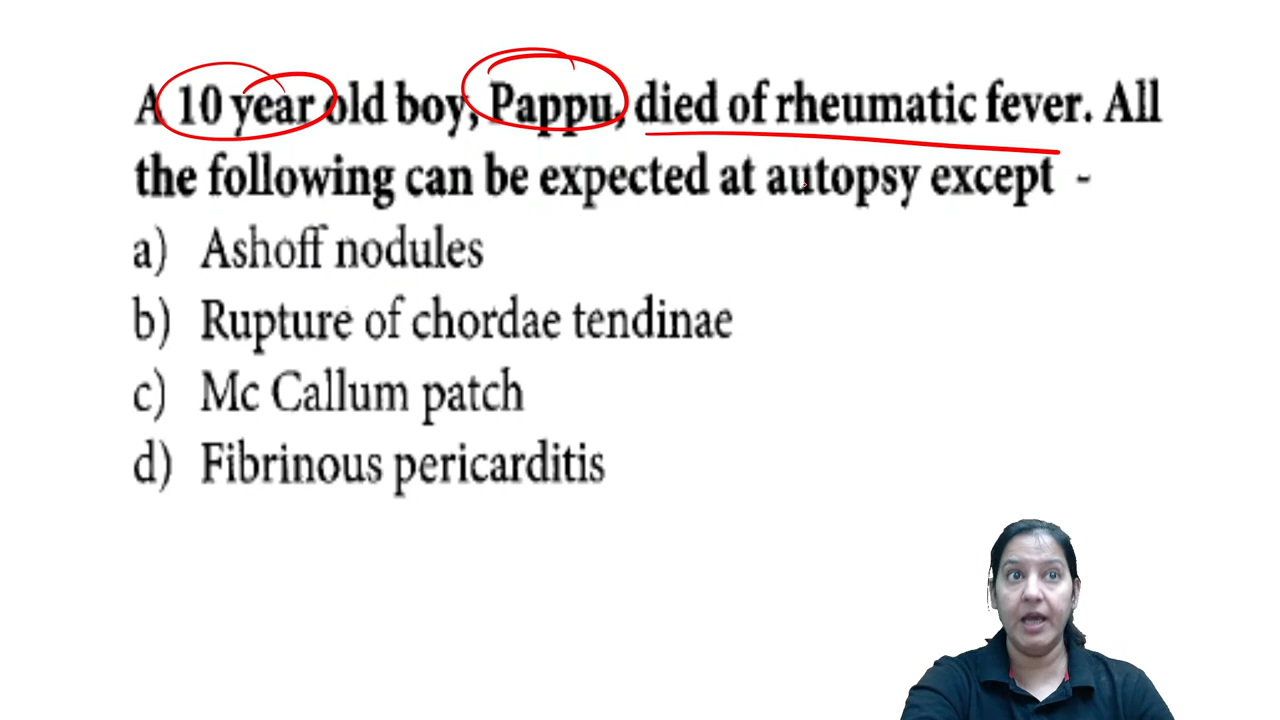 A 10 year old boy, Pappu, died of rheumatic fever. All
the following can be expected at autopsy except -
a) Ashoff nodules
b) Rupture of chordae tendinae
c) Mc Callum patch
d) Fibrinous pericarditis